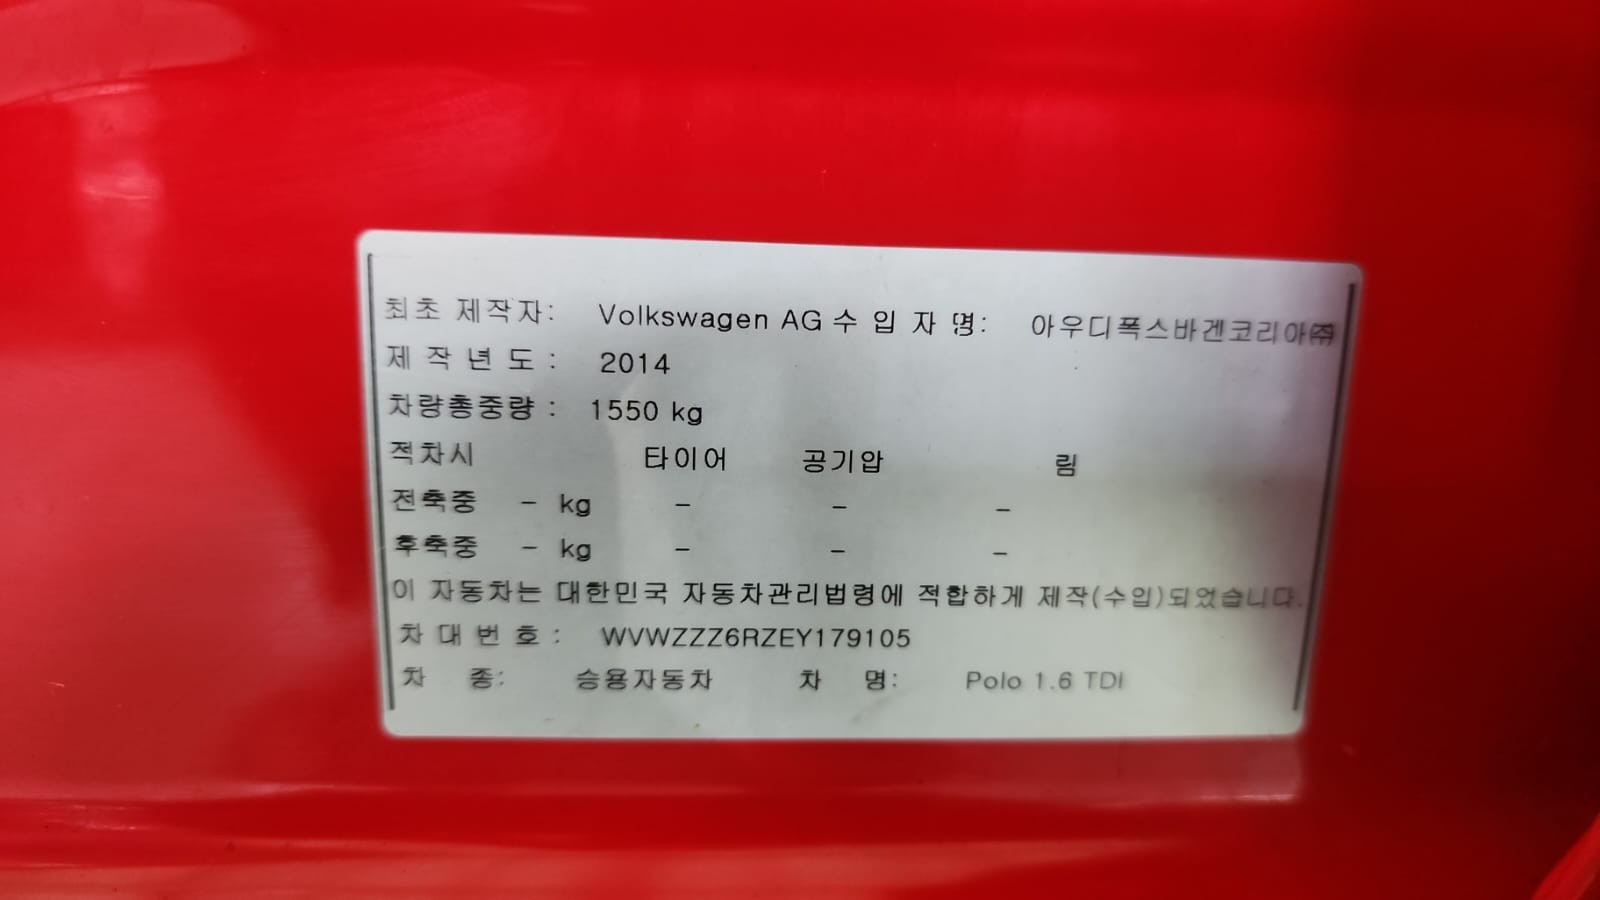 최초 제작자: Volkswagen AG 수 입 자 명: 아우디폭스바겐코리아㈜
제 작 년 도 : 2014
차량총중량 : 1550 kg
적차시 타이어 공기압 림
전축중 - kg - - -
후축중 - kg - - -
이 자동차는 대한민국 자동차관리법령에 적합하게 제작(수입)되었습니다.
차 대 번 호 : WVWZZZ6RZEY179105
차 종: 승용자동차 차 명: Polo 1.6 TDI